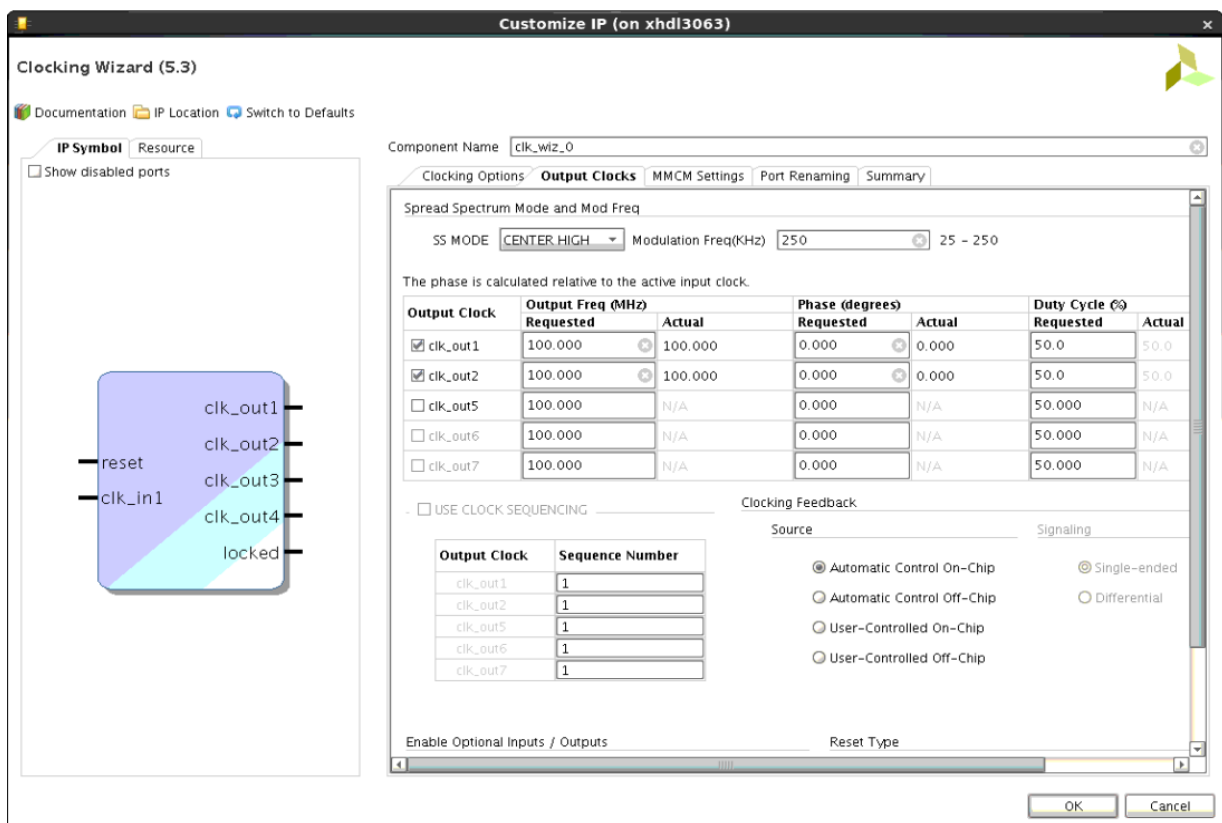 Customize IP (on xhdl3063)
Clocking Wizard (5.3)
Documentation IP Location Switch to Defaults
IP Symbol Resource
Show disabled ports
reset
clk_in1
clk_out1
clk_out2
clk_out3
clk_out4
locked
Component Name clk_wiz_0
Clocking Options Output Clocks MMCM Settings Port Renaming Summary
Spread Spectrum Mode and Mod Freq
SS MODE CENTER HIGH Modulation Freq(KHz) 250 25 - 250
The phase is calculated relative to the active input clock.
Output Clock Output Freq (MHz) Phase (degrees) Duty Cycle (%)
Requested Actual Requested Actual Requested Actual
clk_out1 100.000 100.000 0.000 0.000 50.0 50.0
clk_out2 100.000 100.000 0.000 0.000 50.0 50.0
clk_out5 100.000 N/A 0.000 N/A 50.000 N/A
clk_out6 100.000 N/A 0.000 N/A 50.000 N/A
clk_out7 100.000 N/A 0.000 N/A 50.000 N/A
USE CLOCK SEQUENCING
Output Clock Sequence Number
clk_out1 1
clk_out2 1
clk_out5 1
clk_out6 1
clk_out7 1
Clocking Feedback
Source Signaling
Automatic Control On-Chip Single-ended
Automatic Control Off-Chip Differential
User-Controlled On-Chip
User-Controlled Off-Chip
Enable Optional Inputs / Outputs Reset Type
OK Cancel